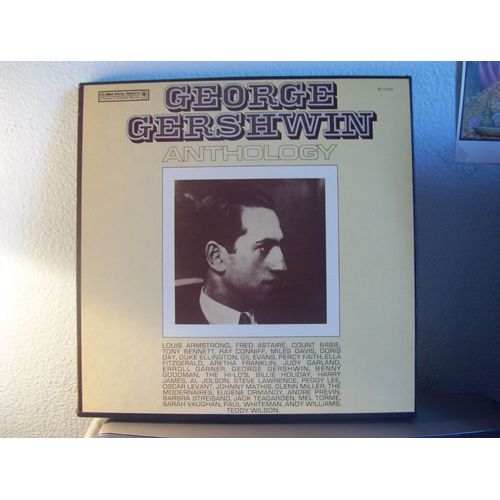 COLUMBIA SPECIAL PRODUCTS
GEORGE
GERSHWIN
ANTHOLOGY
LOUIS ARMSTRONG, FRED ASTAIRE, COUNT BASIE,
TONY BENNETT, RAY CONNIFF, MILES DAVIS, DORIS
DAY, DUKE ELLINGTON, GIL EVANS, PERCY FAITH, ELLA
FITZGERALD, ARETHA FRANKLIN, JUDY GARLAND,
ERROLL GARNER, GEORGE GERSHWIN, BENNY
GOODMAN, THE HI-LO'S, BILLIE HOLIDAY, HARRY
JAMES, AL JOLSON, STEVE LAWRENCE, PEGGY LEE,
OSCAR LEVANT, JOHNNY MATHIS, GLENN MILLER, THE
MODERNAIRES, EUGENE ORMANDY, ANDRE PREVIN,
BARBRA STREISAND, JACK TEAGARDEN, MEL TORME,
SARAH VAUGHAN, PAUL WHITEMAN, ANDY WILLIAMS,
TEDDY WILSON.